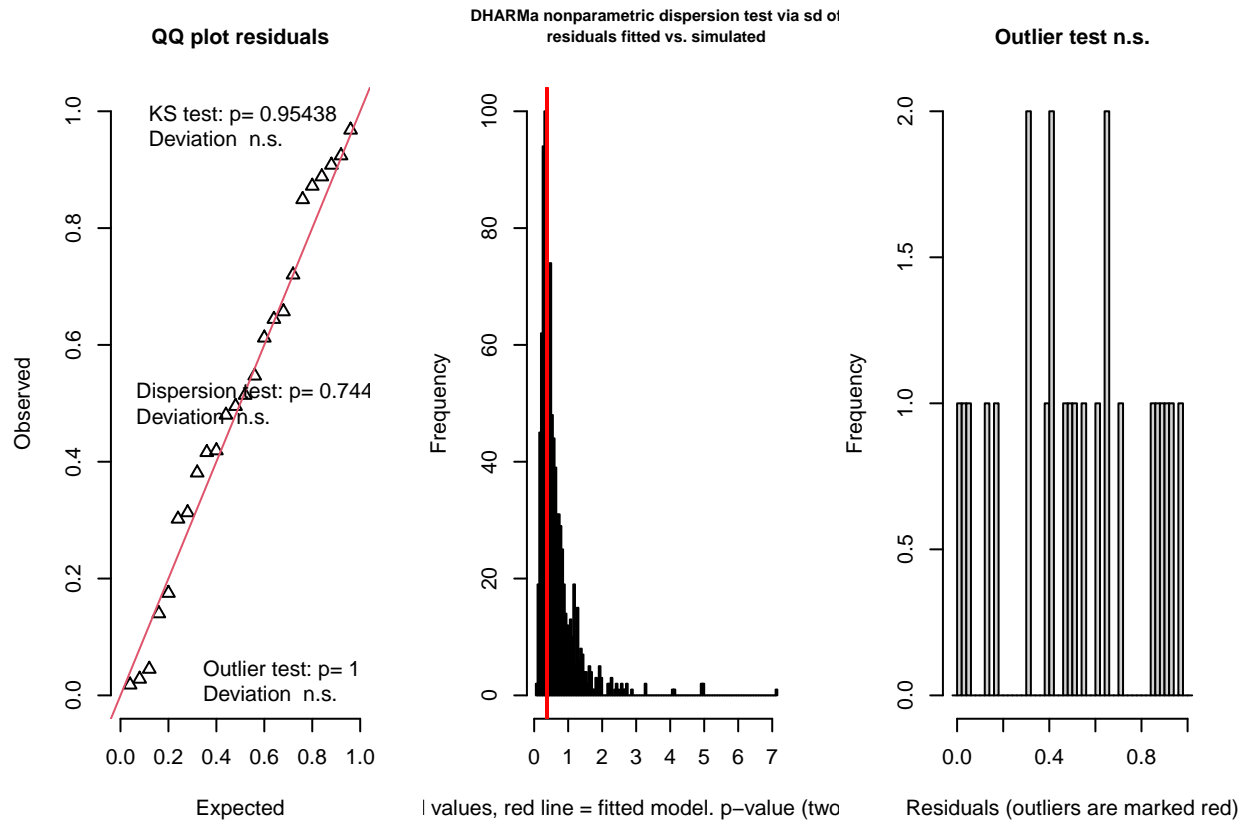 QQ plot residuals
KS test: p= 0.95438
Deviation n.s.
Dispersion test: p= 0.744
Deviation n.s.
Outlier test: p= 1
Deviation n.s.
Observed
0.0 0.2 0.4 0.6 0.8 1.0
0.0 0.2 0.4 0.6 0.8 1.0
Expected
DHARMa nonparametric dispersion test via sd of
residuals fitted vs. simulated
Frequency
0 20 40 60 80 100
0 1 2 3 4 5 6 7
values, red line = fitted model. p−value (two
Outlier test n.s.
Frequency
0.0 0.5 1.0 1.5 2.0
0.0 0.4 0.8
Residuals (outliers are marked red)